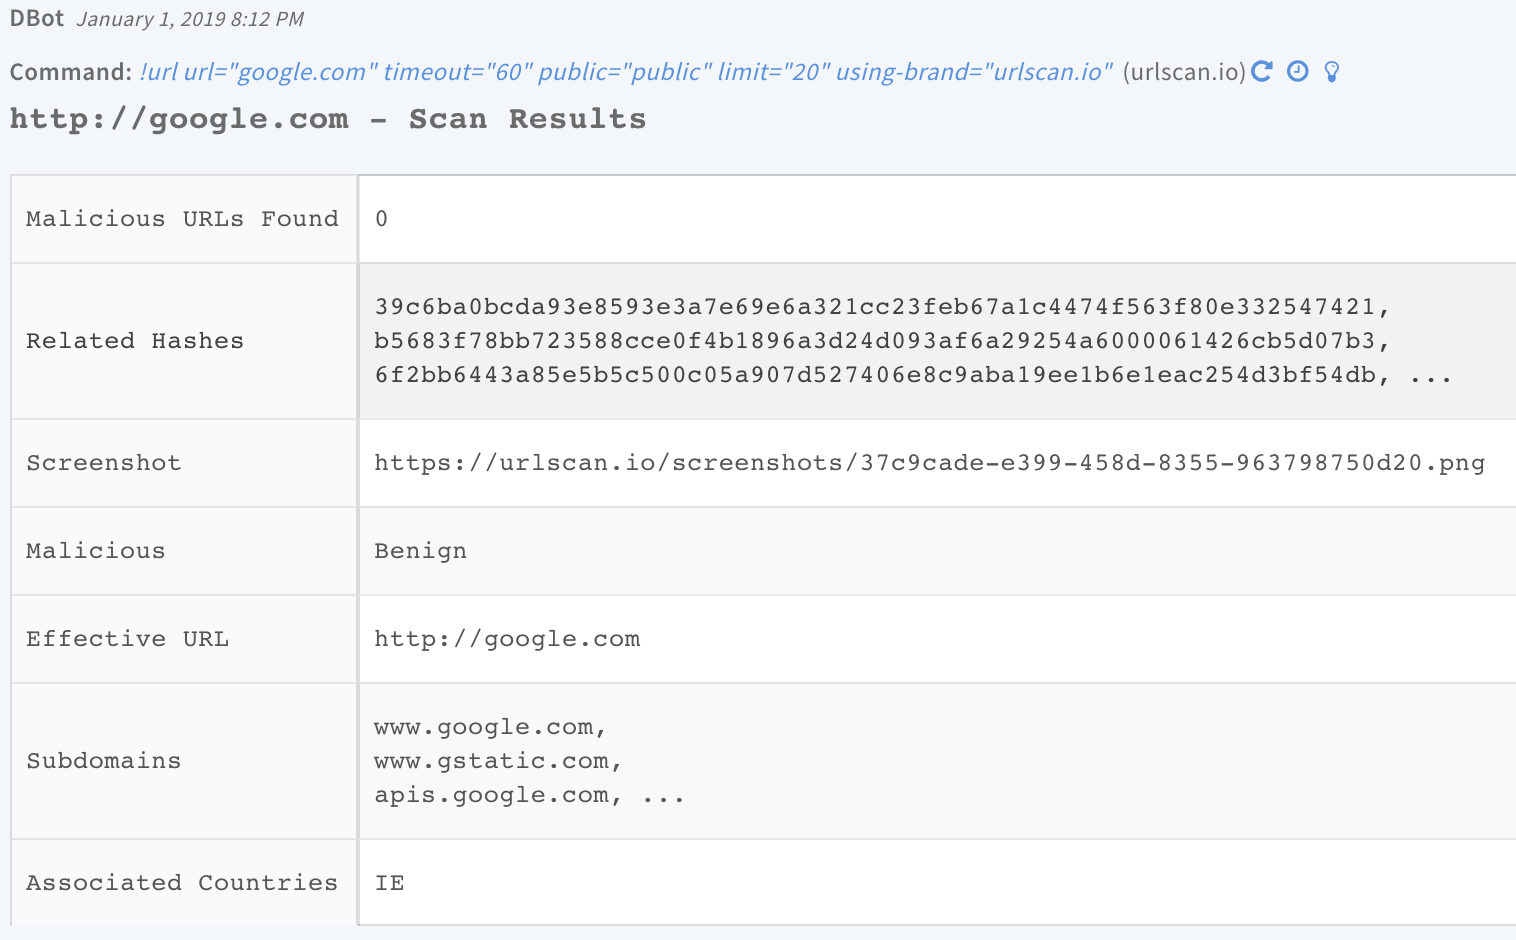 DBot January 1, 2019 8:12 PM
Command: !url url="google.com" timeout="60" public="public" limit="20" using-brand="urlscan.io" (urlscan.io)
http://google.com - Scan Results
Malicious URLs Found 0
Related Hashes
39c6ba0bcda93e8593e3a7e69e6a321cc23feb67a1c4474f563f80e332547421,
b5683f78bb723588cce0f4b1896a3d24d093af6a29254a6000061426cb5d07b3,
6f2bb6443a85e5b5c500c05a907d527406e8c9aba19ee1b6e1eac254d3bf54db, ...
Screenshot https://urlscan.io/screenshots/37c9cade-e399-458d-8355-963798750d20.png
Malicious Benign
Effective URL http://google.com
Subdomains
www.google.com,
www.gstatic.com,
apis.google.com, ...
Associated Countries IE